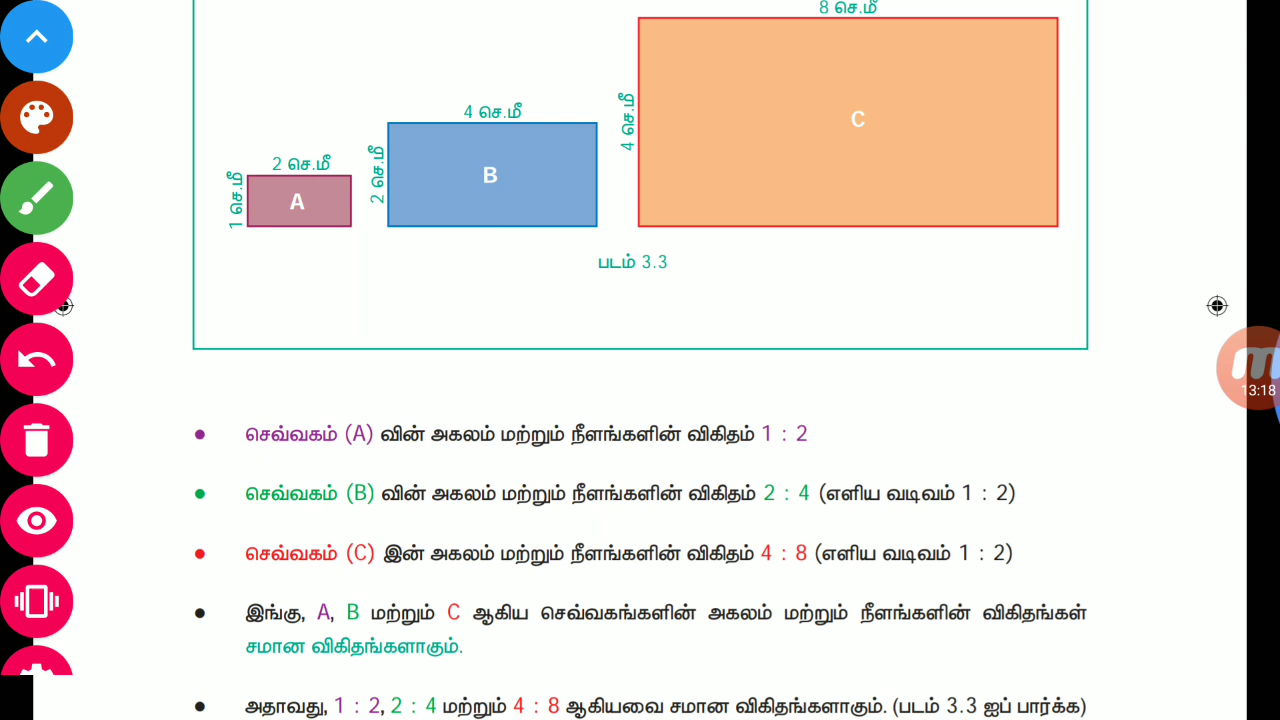 8 செ.மீ
4 செ.மீ
4 செ.மீ
C
2 செ.மீ
2 செ.மீ
B
1 செ.மீ
A
படம் 3.3
13:18
• செவ்வகம் (A) வின் அகலம் மற்றும் நீளங்களின் விகிதம் 1 : 2
• செவ்வகம் (B) வின் அகலம் மற்றும் நீளங்களின் விகிதம் 2 : 4 (எளிய வடிவம் 1 : 2)
• செவ்வகம் (C) இன் அகலம் மற்றும் நீளங்களின் விகிதம் 4 : 8 (எளிய வடிவம் 1 : 2)
• இங்கு, A, B மற்றும் C ஆகிய செவ்வகங்களின் அகலம் மற்றும் நீளங்களின் விகிதங்கள்
சமான விகிதங்களாகும்.
• அதாவது, 1 : 2, 2 : 4 மற்றும் 4 : 8 ஆகியவை சமான விகிதங்களாகும். (படம் 3.3 ஐப் பார்க்க)